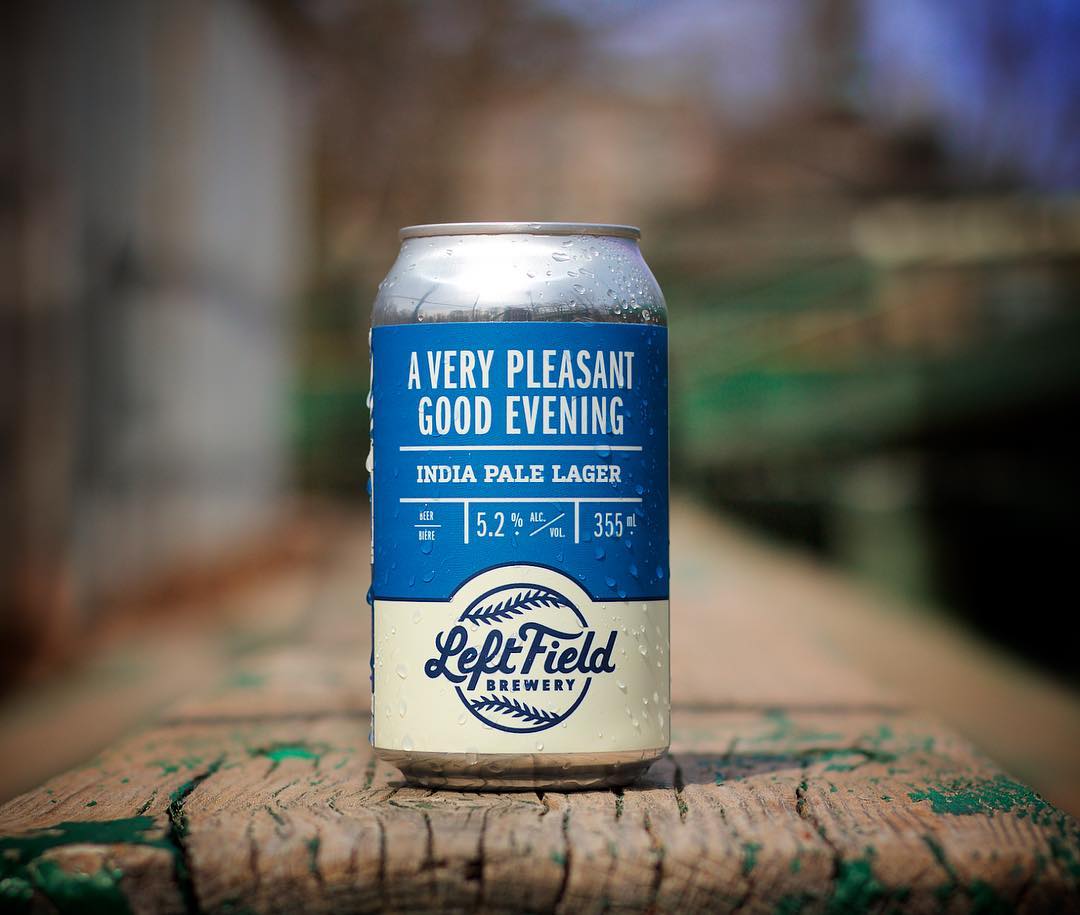 A VERY PLEASANT
GOOD EVENING
INDIA PALE LAGER
BEER
BIÈRE
5.2% ALC./VOL.
355 mL
Left Field
BREWERY